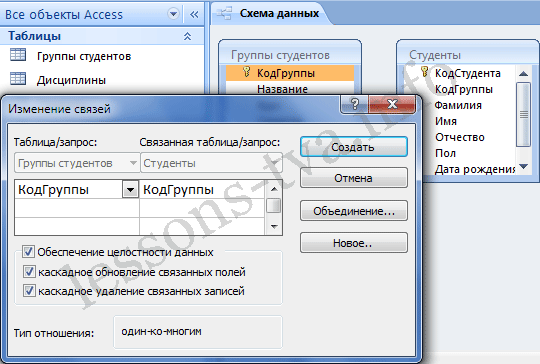 Все объекты Access
Таблицы
Группы студентов
Дисциплины
Схема данных
Группы студентов
КодГруппы
Название
Студенты
КодСтудента
КодГруппы
Фамилия
Имя
Отчество
Пол
Дата рождения
Изменение связей
Таблица/запрос:
Связанная таблица/запрос:
Группы студентов
Студенты
КодГруппы
КодГруппы
Обеспечение целостности данных
каскадное обновление связанных полей
каскадное удаление связанных записей
Тип отношения:
один-ко-многим
Создать
Отмена
Объединение...
Новое..
lessons-tva.info